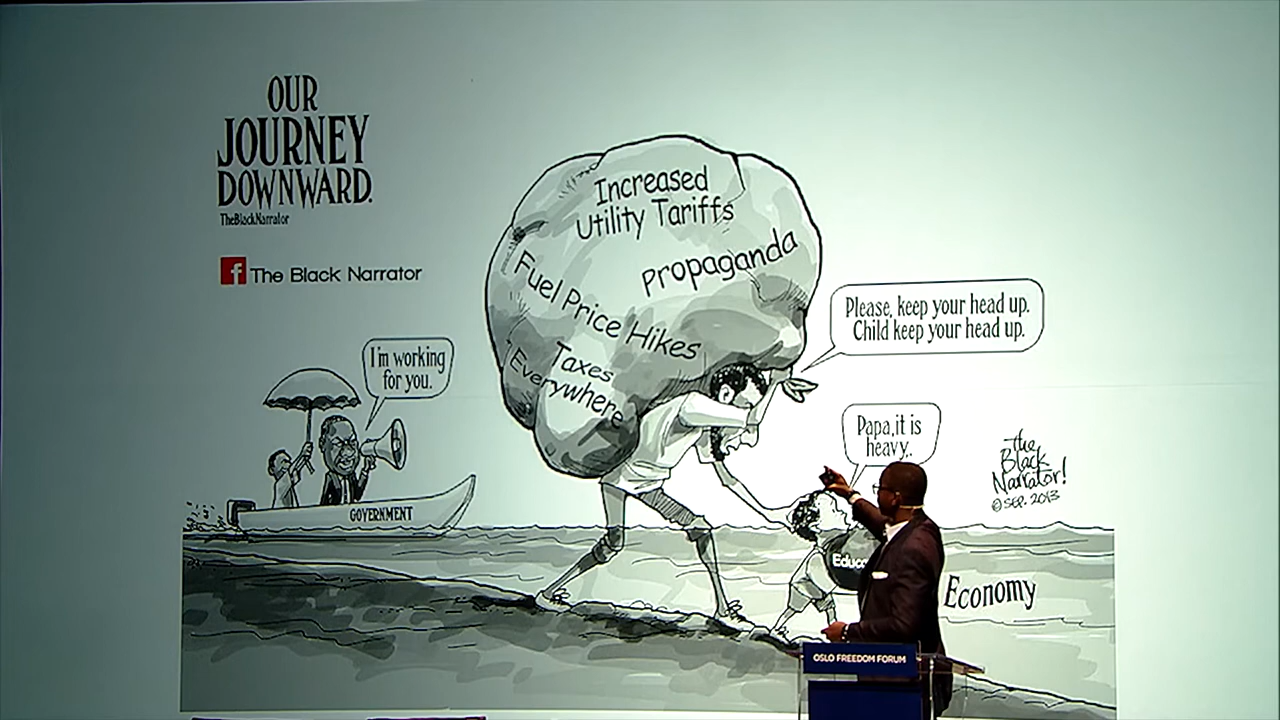 OUR
JOURNEY
DOWNWARD.
TheBlackNarrator
f The Black Narrator
Increased
Utility Tariffs
Propaganda
Fuel Price Hikes
Taxes
Everywhere
Please, keep your head up.
Child keep your head up.
I'm working
for you.
Papa,it is
heavy..
the
Black
Narrator!
© SEP. 2013
GOVERNMENT
Educa
Economy
OSLO FREEDOM FORUM